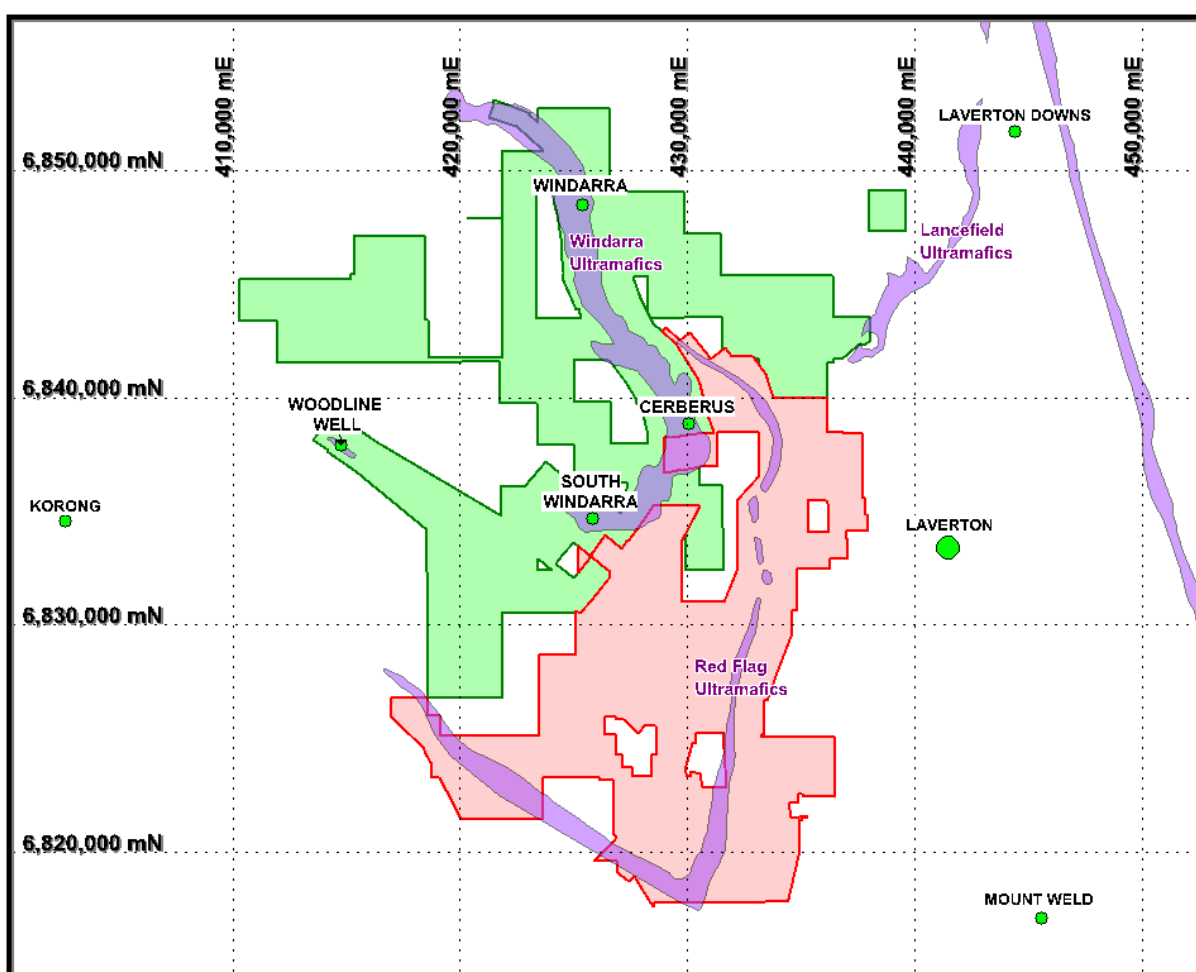 410,000 mE
420,000 mE
430,000 mE
440,000 mE
450,000 mE
LAVERTON DOWNS
6,850,000 mN
WINDARRA
Windarra
Ultramafics
Lancefield
Ultramafics
6,840,000 mN
WOODLINE
WELL
CERBERUS
SOUTH
WINDARRA
KORONG
LAVERTON
6,830,000 mN
Red Flag
Ultramafics
6,820,000 mN
MOUNT WELD